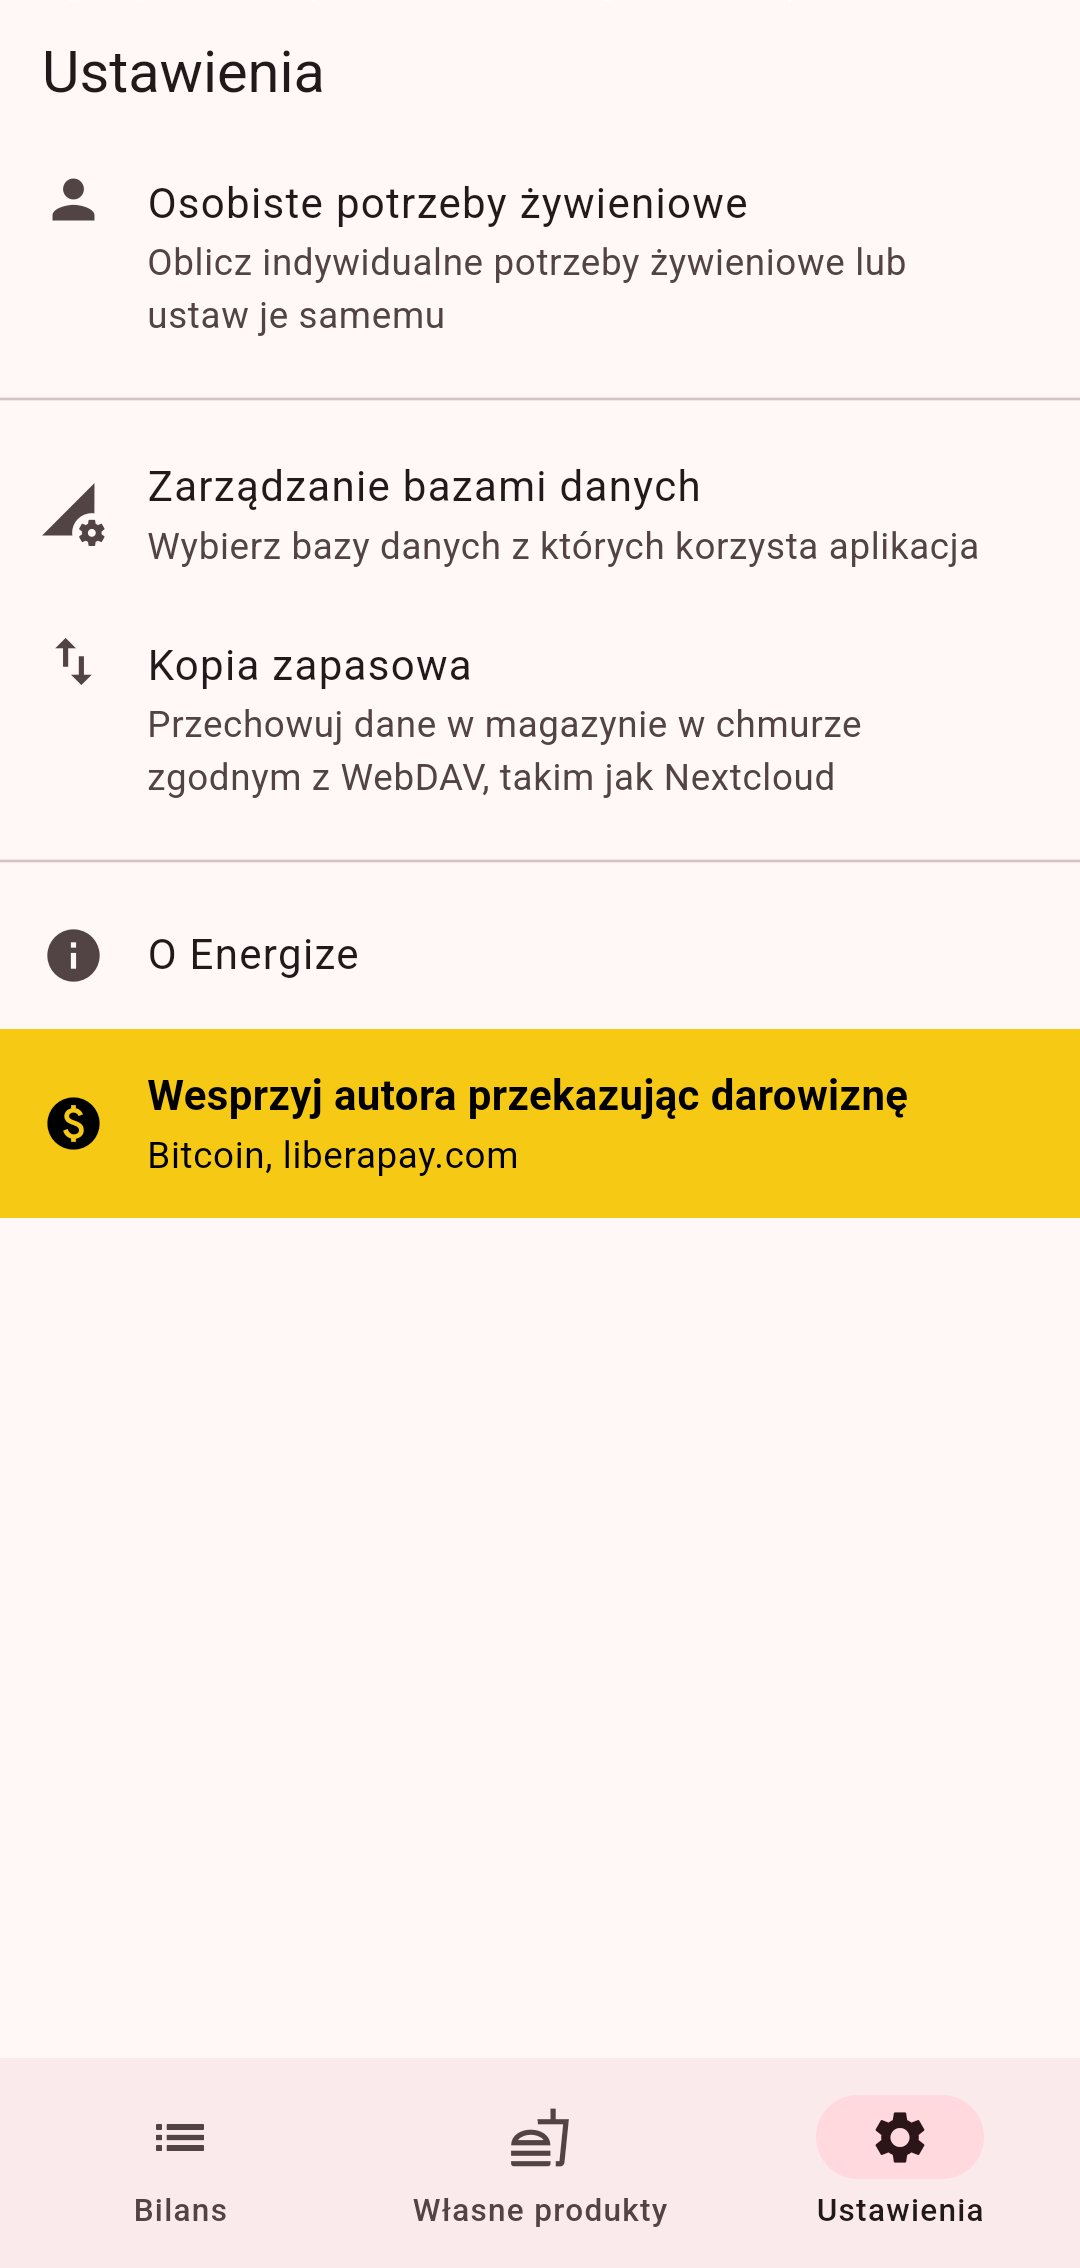 Ustawienia
Osobiste potrzeby żywieniowe
Oblicz indywidualne potrzeby żywieniowe lub
ustaw je samemu
Zarządzanie bazami danych
Wybierz bazy danych z których korzysta aplikacja
Kopia zapasowa
Przechowuj dane w magazynie w chmurze
zgodnym z WebDAV, takim jak Nextcloud
O Energize
Wesprzyj autora przekazując darowiznę
Bitcoin, liberapay.com
Bilans
Własne produkty
Ustawienia